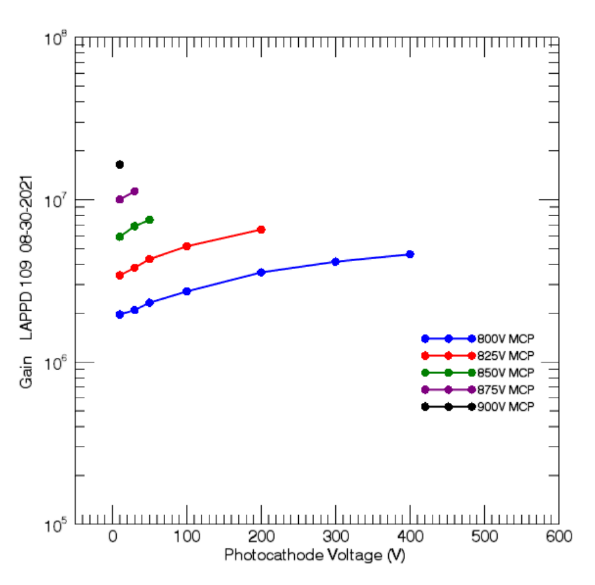 10⁸
10⁷
10⁶
10⁵
Gain LAPPD 109 08-30-2021
800V MCP
825V MCP
850V MCP
875V MCP
900V MCP
0 100 200 300 400 500 600
Photocathode Voltage (V)